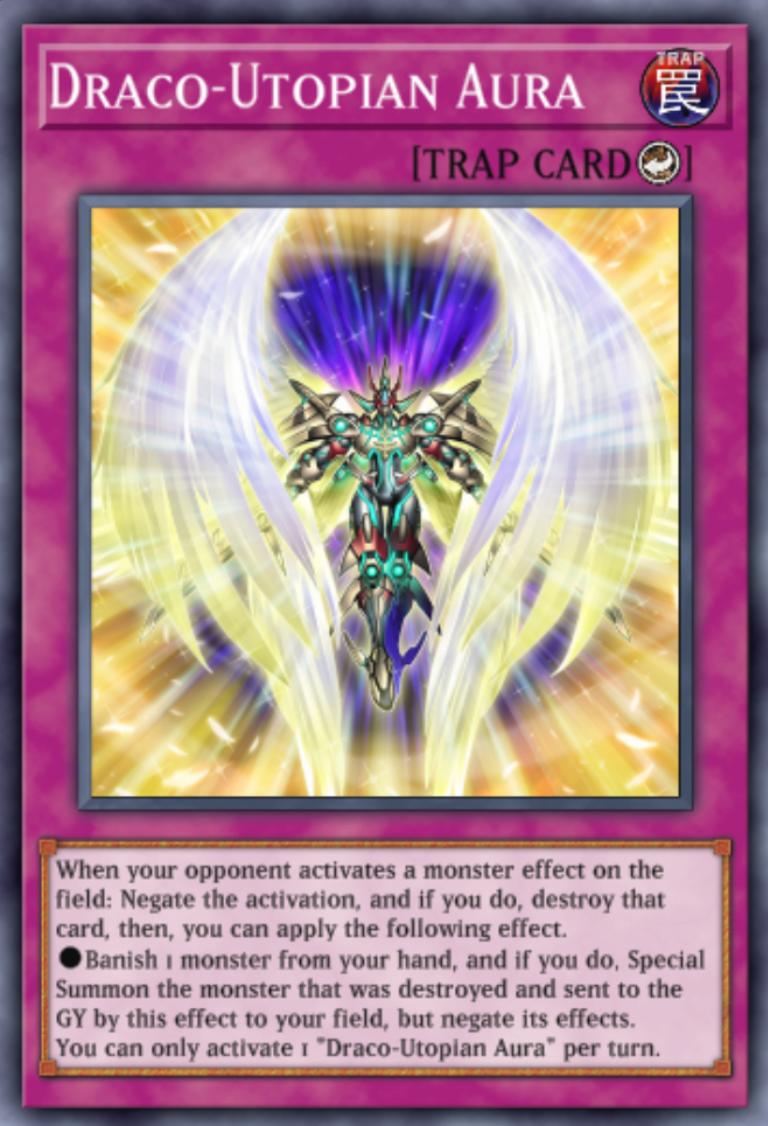 DRACO-UTOPIAN AURA
TRAP
罠
[TRAP CARD]
When your opponent activates a monster effect on the
field: Negate the activation, and if you do, destroy that
card, then, you can apply the following effect.
●Banish 1 monster from your hand, and if you do, Special
Summon the monster that was destroyed and sent to the
GY by this effect to your field, but negate its effects.
You can only activate 1 "Draco-Utopian Aura" per turn.